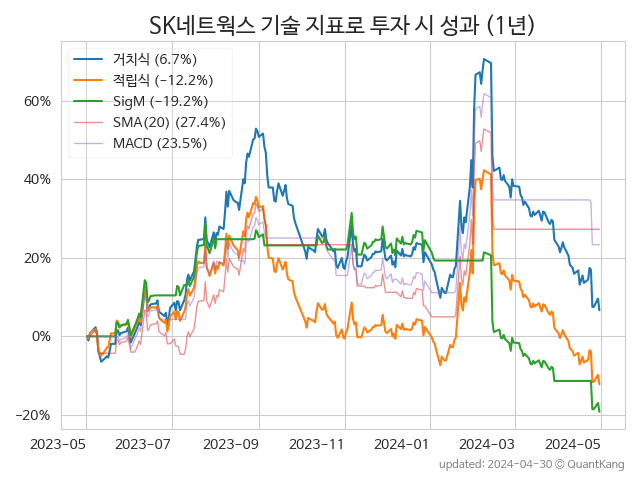 SK네트웍스 기술 지표로 투자 시 성과 (1년)
거치식 (6.7%)
적립식 (−12.2%)
SigM (−19.2%)
SMA(20) (27.4%)
MACD (23.5%)
60%
40%
20%
0%
−20%
2023-05 2023-07 2023-09 2023-11 2024-01 2024-03 2024-05
updated: 2024-04-30 © QuantKang